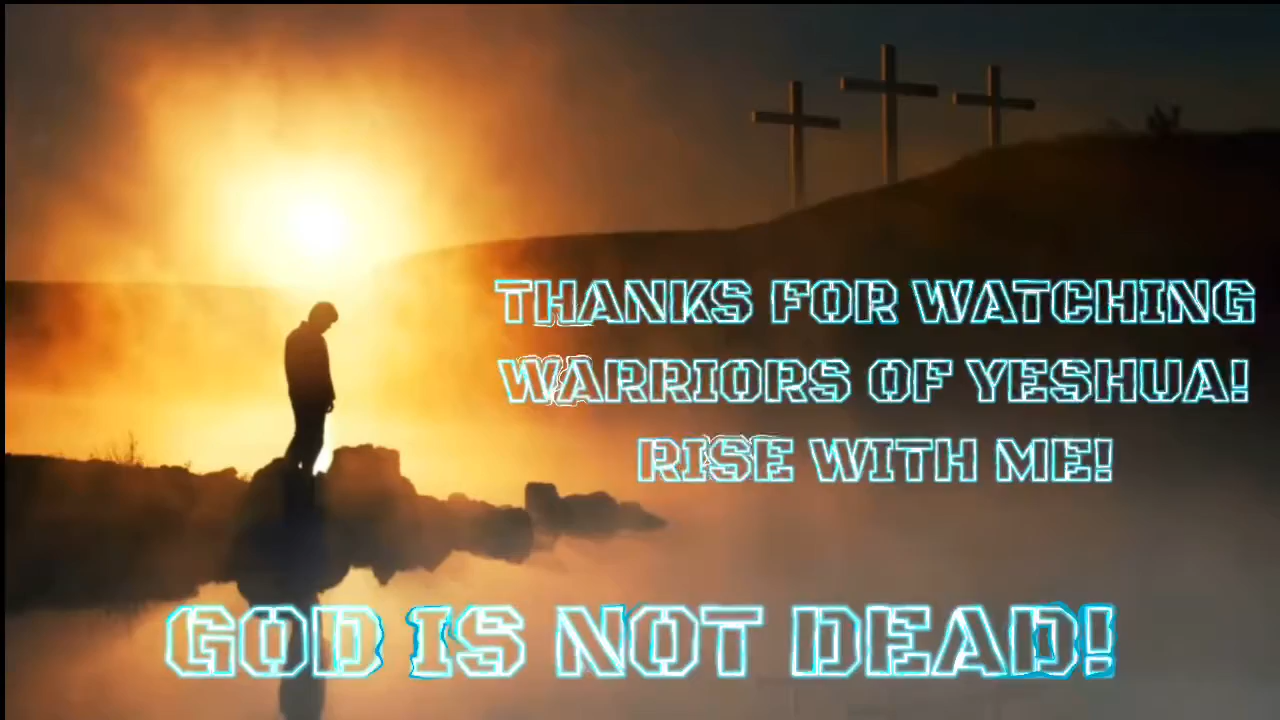 THANKS FOR WATCHING
WARRIORS OF YESHUA!
RISE WITH ME!
GOD IS NOT DEAD!